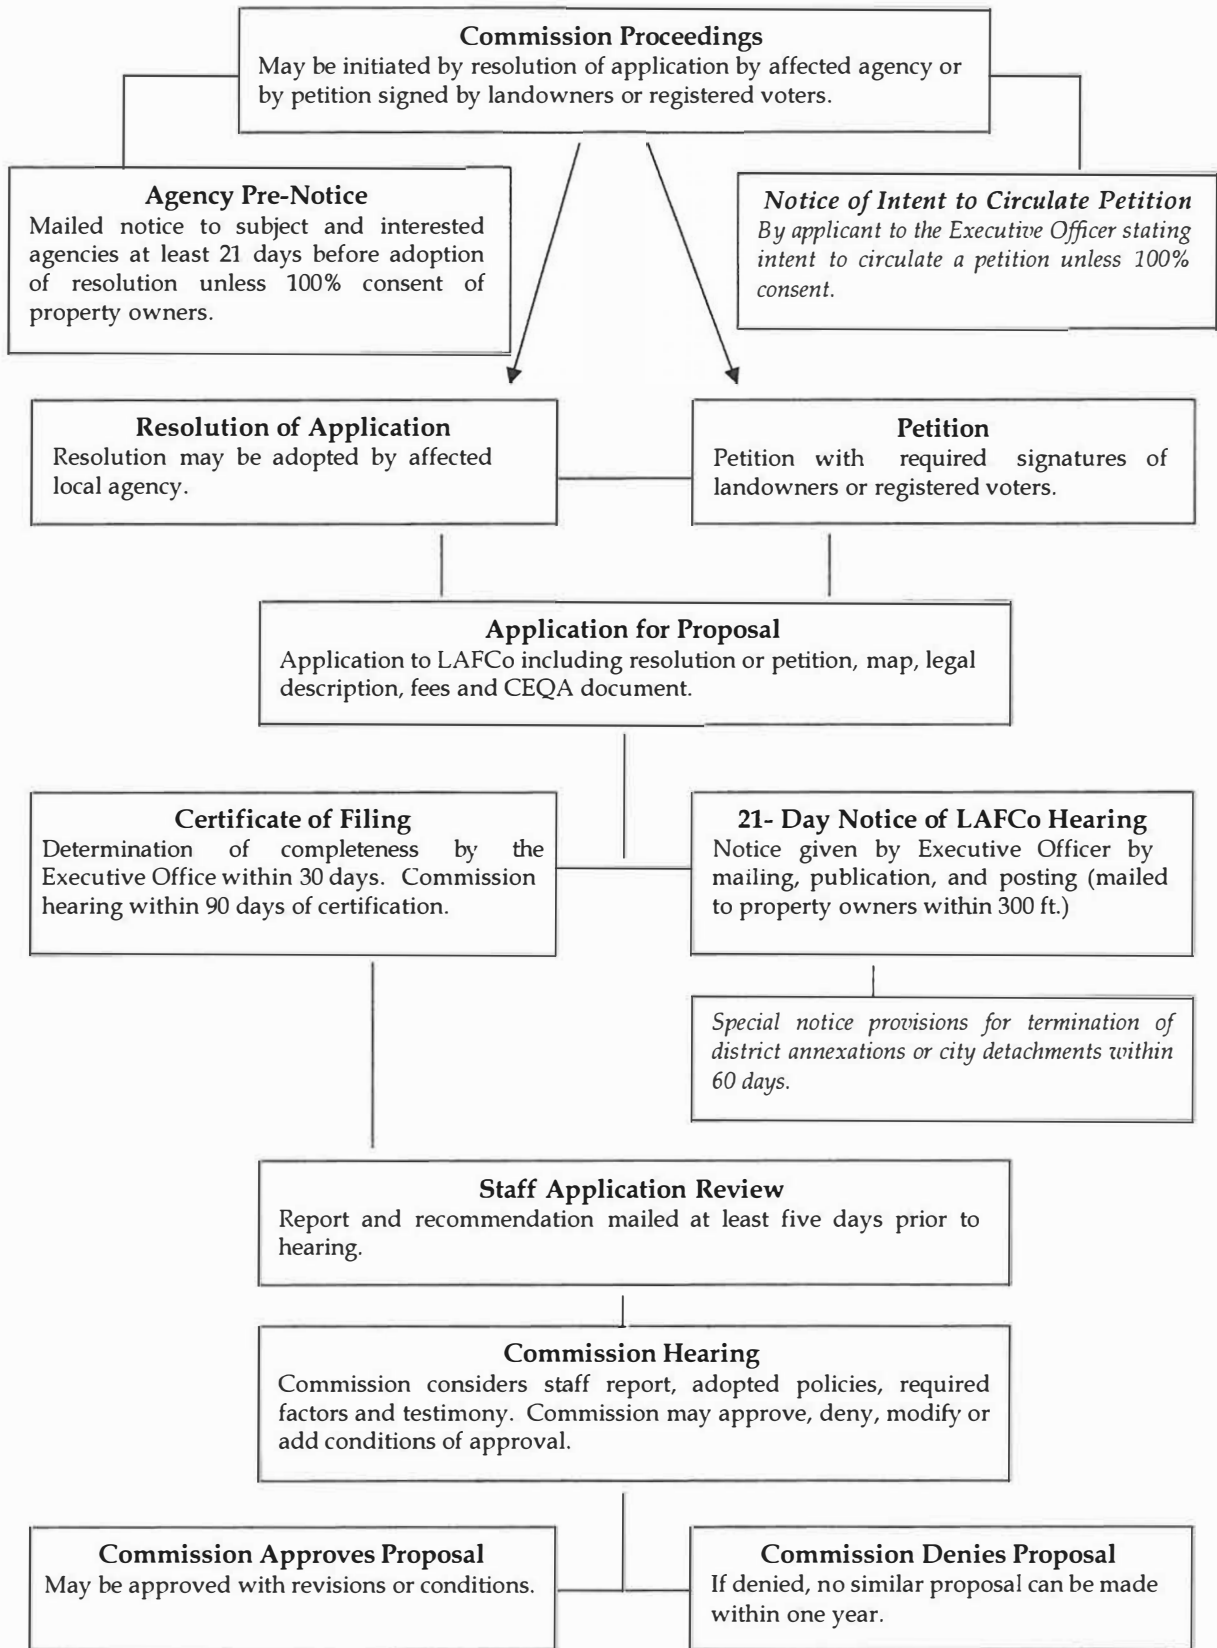 Commission Proceedings
May be initiated by resolution of application by affected agency or
by petition signed by landowners or registered voters.
Agency Pre-Notice
Mailed notice to subject and interested
agencies at least 21 days before adoption
of resolution unless 100% consent of
property owners.
Notice of Intent to Circulate Petition
By applicant to the Executive Officer stating
intent to circulate a petition unless 100%
consent.
Resolution of Application
Resolution may be adopted by affected
local agency.
Petition
Petition with required signatures of
landowners or registered voters.
Application for Proposal
Application to LAFCo including resolution or petition, map, legal
description, fees and CEQA document.
Certificate of Filing
Determination of completeness by the
Executive Office within 30 days. Commission
hearing within 90 days of certification.
21- Day Notice of LAFCo Hearing
Notice given by Executive Officer by
mailing, publication, and posting (mailed
to property owners within 300 ft.)
Special notice provisions for termination of
district annexations or city detachments within
60 days.
Staff Application Review
Report and recommendation mailed at least five days prior to
hearing.
Commission Hearing
Commission considers staff report, adopted policies, required
factors and testimony. Commission may approve, deny, modify or
add conditions of approval.
Commission Approves Proposal
May be approved with revisions or conditions.
Commission Denies Proposal
If denied, no similar proposal can be made
within one year.